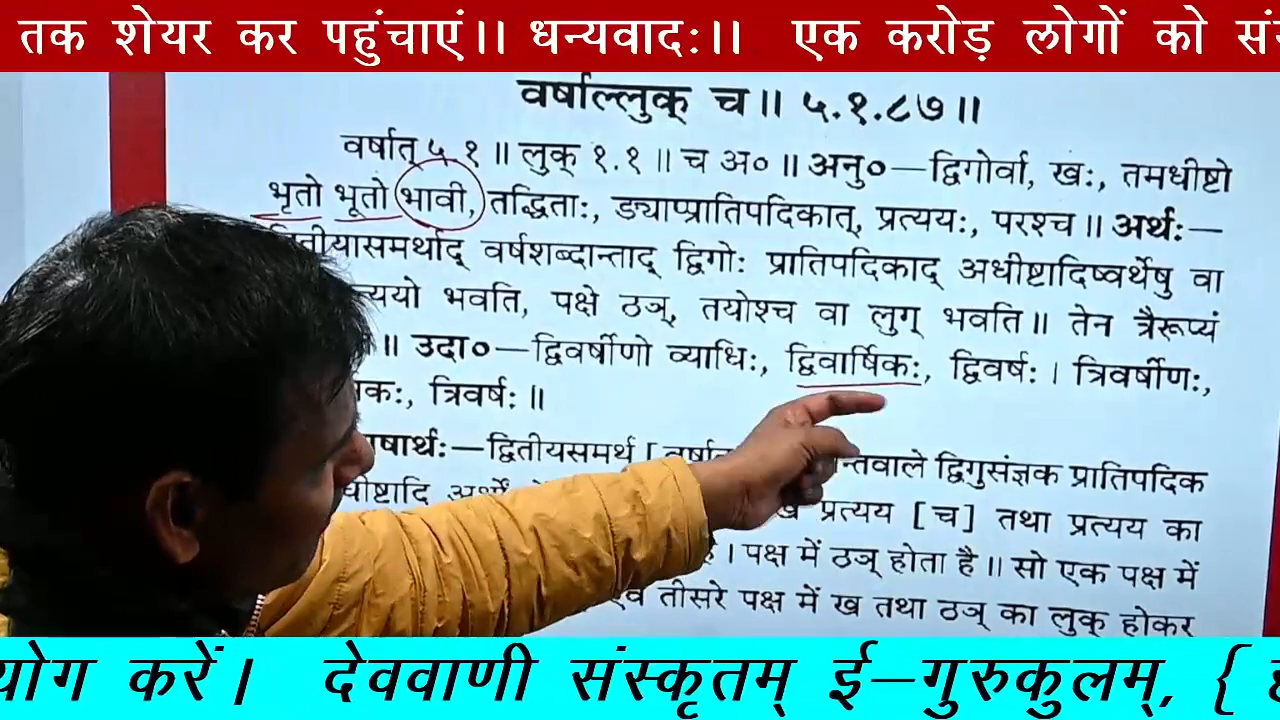 तक शेयर कर पहुंचाएं।। धन्यवादः।। एक करोड़ लोगों को
वर्षाल्लुक् च॥ ५.१.८७॥
वर्षात् ५.१॥ लुक् १.१॥ च अ०॥ अनु०—द्विगोर्वा, खः, तमधीष्टो
भृतो भूतो भावी, तद्धिताः, ङ्याप्प्रातिपदिकात्, प्रत्ययः, परश्च॥ अर्थः—
वर्षशब्दान्ताद् द्विगोः प्रातिपदिकाद् अधीष्टादिष्वर्थेषु वा
भवति, पक्षे ठञ्, तयोश्च वा लुग् भवति॥ तेन त्रैरूप्यं
॥ उदा०—द्विवर्षीणो व्याधिः, द्विवार्षिकः, द्विवर्षः। त्रिवर्षीणः,
त्रिवर्षः॥
द्वितीयसमर्थ द्विगुसंज्ञक प्रातिपदिक
प्रत्यय [च] तथा प्रत्यय का
। पक्ष में ठञ् होता है॥ सो एक पक्ष में
तीसरे पक्ष में ख तथा ठञ् का लुक् होकर
करें। देववाणी संस्कृतम् ई–गुरुकुलम्, {